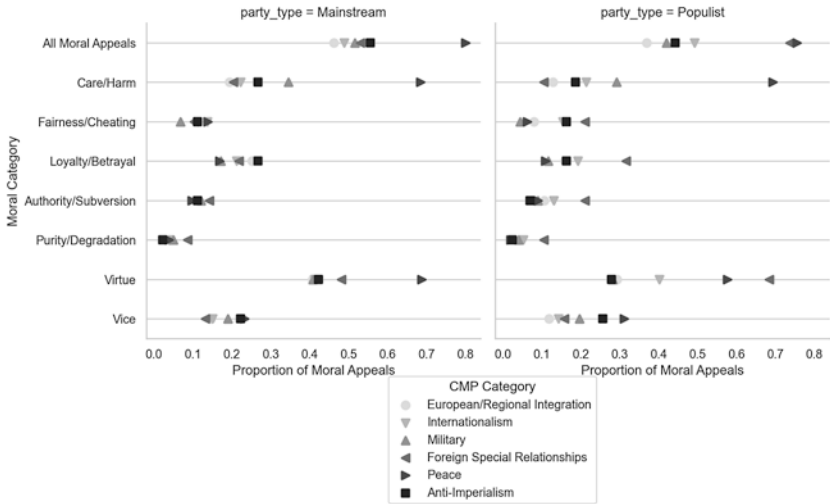 party_type = Mainstream
party_type = Populist
Moral Category
All Moral Appeals
Care/Harm
Fairness/Cheating
Loyalty/Betrayal
Authority/Subversion
Purity/Degradation
Virtue
Vice
0.0 0.1 0.2 0.3 0.4 0.5 0.6 0.7 0.8
0.0 0.1 0.2 0.3 0.4 0.5 0.6 0.7 0.8
Proportion of Moral Appeals
Proportion of Moral Appeals
CMP Category
European/Regional Integration
Internationalism
Military
Foreign Special Relationships
Peace
Anti-Imperialism